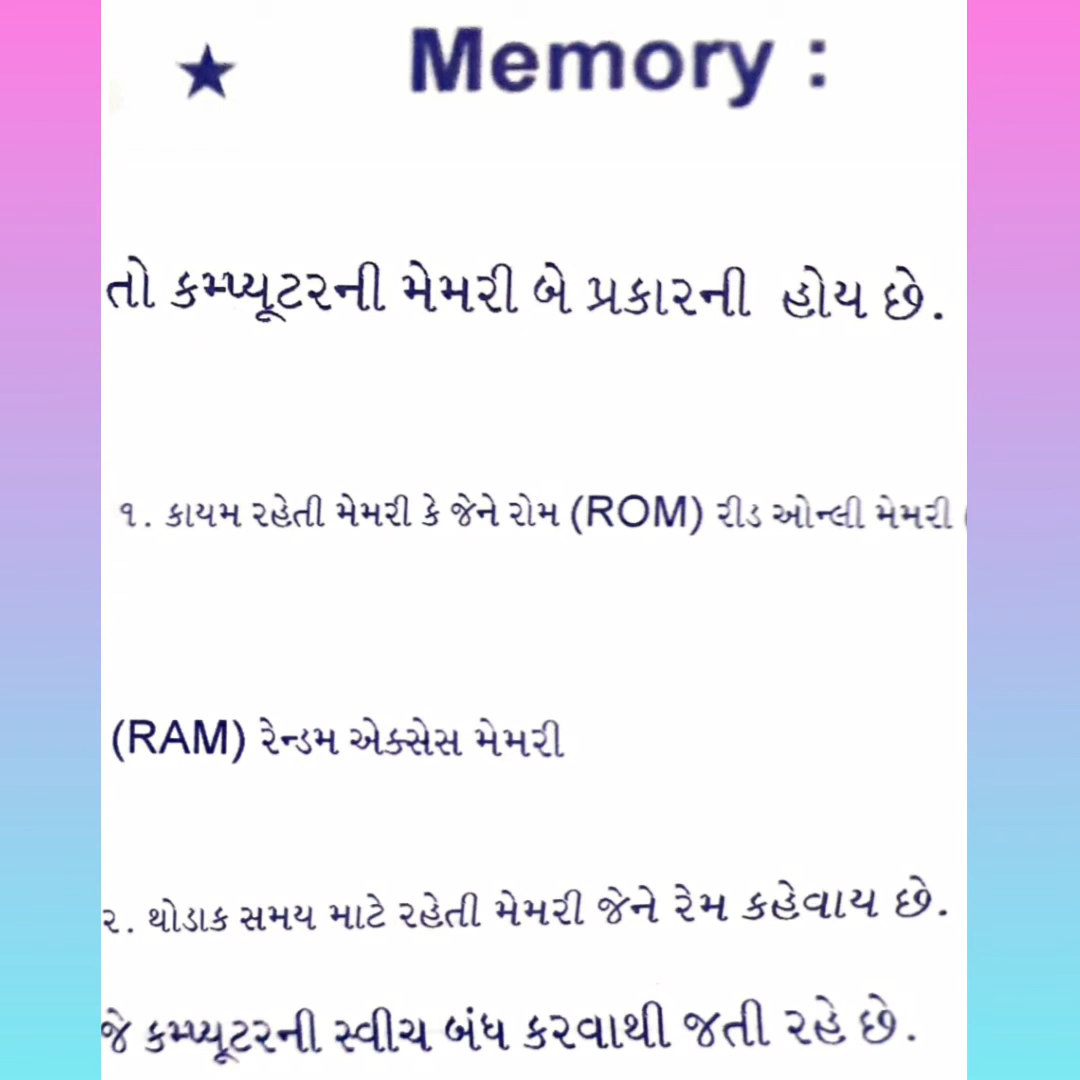 ★ Memory :
તો કમ્પ્યૂટરની મેમરી બે પ્રકારની હોય છે.
૧. કાયમ રહેતી મેમરી કે જેને રોમ (ROM) રીડ ઓન્લી મેમરી (
(RAM) રેન્ડમ એક્સેસ મેમરી
૨. થોડાક સમય માટે રહેતી મેમરી જેને રેમ કહેવાય છે.
જે કમ્પ્યૂટરની સ્વીચ બંધ કરવાથી જતી રહે છે.